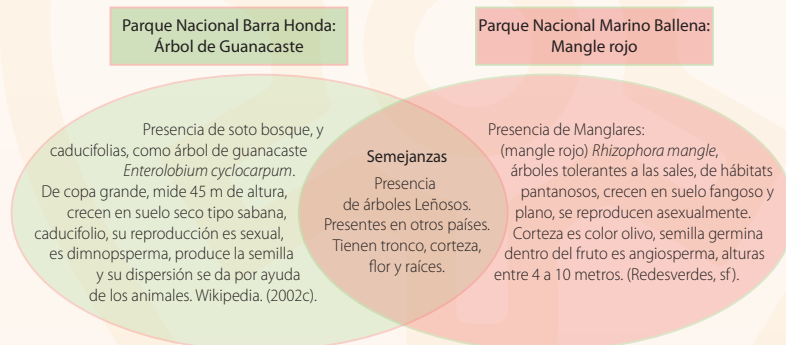 Parque Nacional Barra Honda:
Árbol de Guanacaste
Parque Nacional Marino Ballena:
Mangle rojo
Presencia de soto bosque, y
caducifolias, como árbol de guanacaste
Enterolobium cyclocarpum.
De copa grande, mide 45 m de altura,
crecen en suelo seco tipo sabana,
caducifolio, su reproducción es sexual,
es dimnopsperma, produce la semilla
y su dispersión se da por ayuda
de los animales. Wikipedia. (2002c).
Semejanzas
Presencia
de árboles Leñosos.
Presentes en otros países.
Tienen tronco, corteza,
flor y raíces.
Presencia de Manglares:
(mangle rojo) Rhizophora mangle,
árboles tolerantes a las sales, de hábitats
pantanosos, crecen en suelo fangoso y
plano, se reproducen asexualmente.
Corteza es color olivo, semilla germina
dentro del fruto es angiosperma, alturas
entre 4 a 10 metros. (Redesverdes, sf).